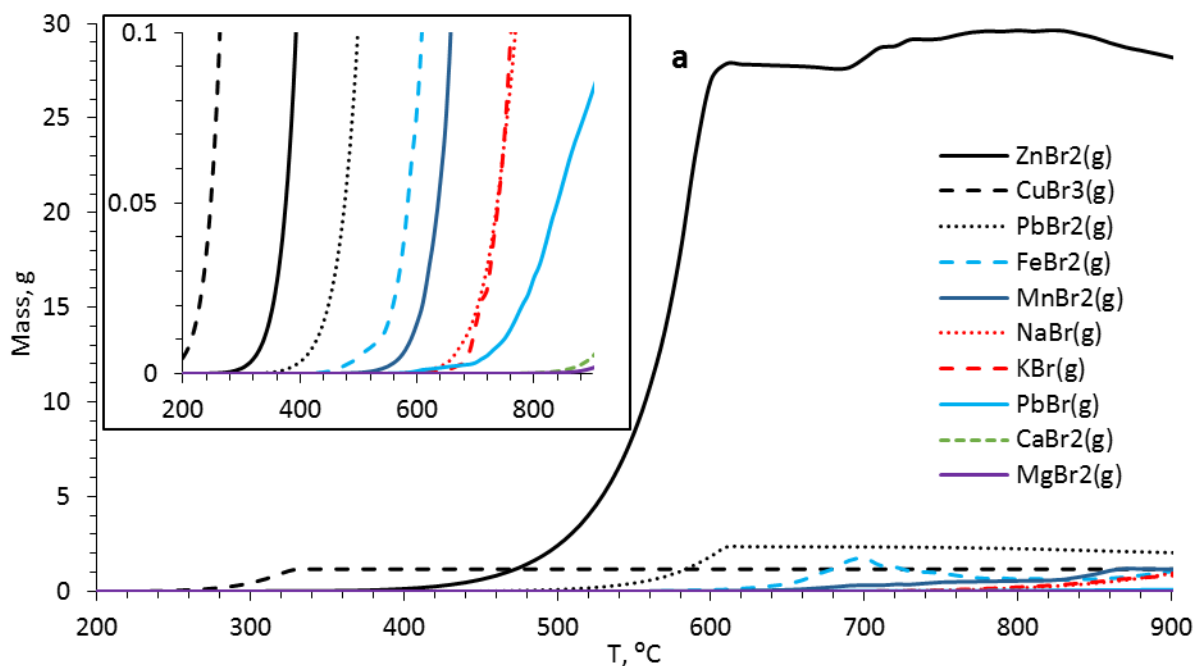 30
25
20
15
10
5
0
Mass, g
0.1
0.05
0
200 400 600 800
a
ZnBr2(g)
CuBr3(g)
PbBr2(g)
FeBr2(g)
MnBr2(g)
NaBr(g)
KBr(g)
PbBr(g)
CaBr2(g)
MgBr2(g)
200 300 400 500 600 700 800 900
T, °C